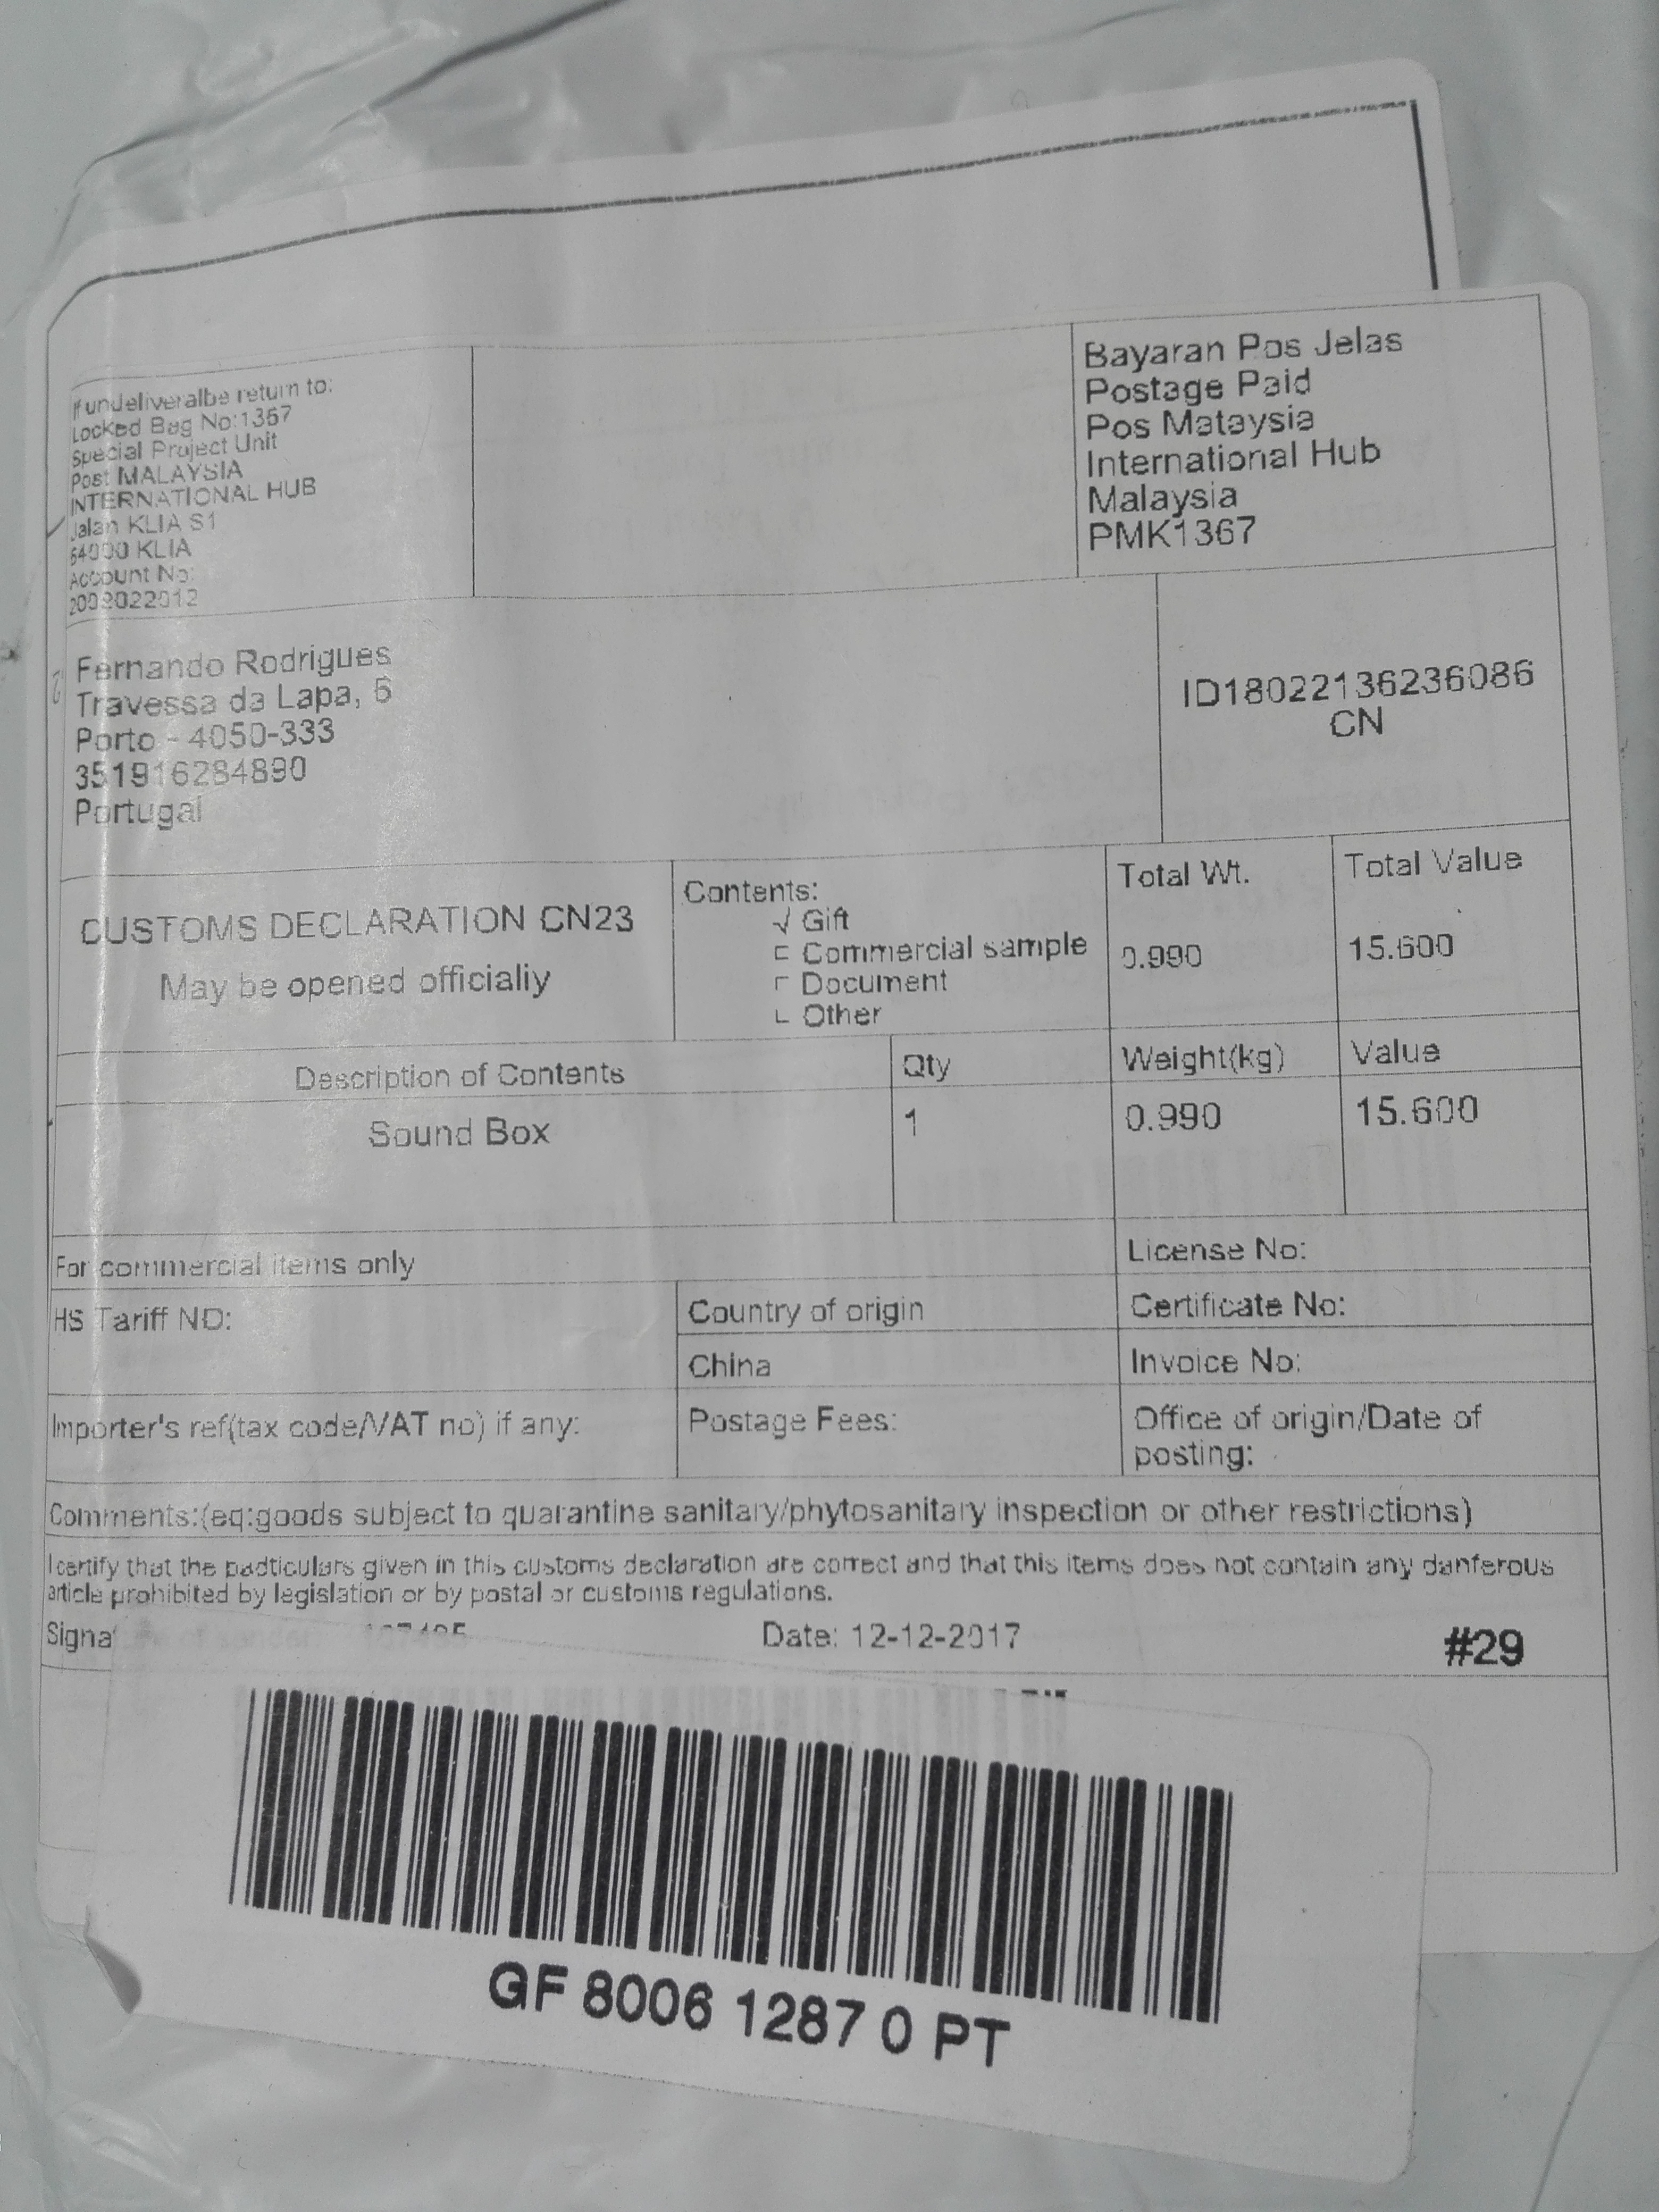 If undeliveralbe return to:
Locked Bag No:1367
Special Project Unit
Post MALAYSIA
INTERNATIONAL HUB
Jalan KLIA S1
64000 KLIA
Account No:
Bayaran Pos Jelas
Postage Paid
Pos Malaysia
International Hub
Malaysia
PMK1367
Fernando Rodrigues
Travessa da Lapa, 6
Porto - 4050-333
351916284890
Portugal
ID18022136236086
CN
CUSTOMS DECLARATION CN23
May be opened officialiy
Contents:
√ Gift
Commercial sample
Document
Other
Total Wt.
0.990
Total Value
15.600
Description of Contents
Qty
Weight(kg)
Value
Sound Box
1
0.990
15.600
For commercial items only
License No:
HS Tariff NO:
Country of origin
Certificate No:
China
Invoice No:
Importer's ref(tax code/VAT no) if any:
Postage Fees:
Office of origin/Date of
posting:
Comments:(eq:goods subject to quarantine sanitary/phytosanitary inspection or other restrictions)
I certify that the padticulars given in this customs declaration are correct and that this items does not contain any danferous
article prohibited by legislation or by postal or customs regulations.
Date: 12-12-2017
#29
GF 8006 1287 0 PT